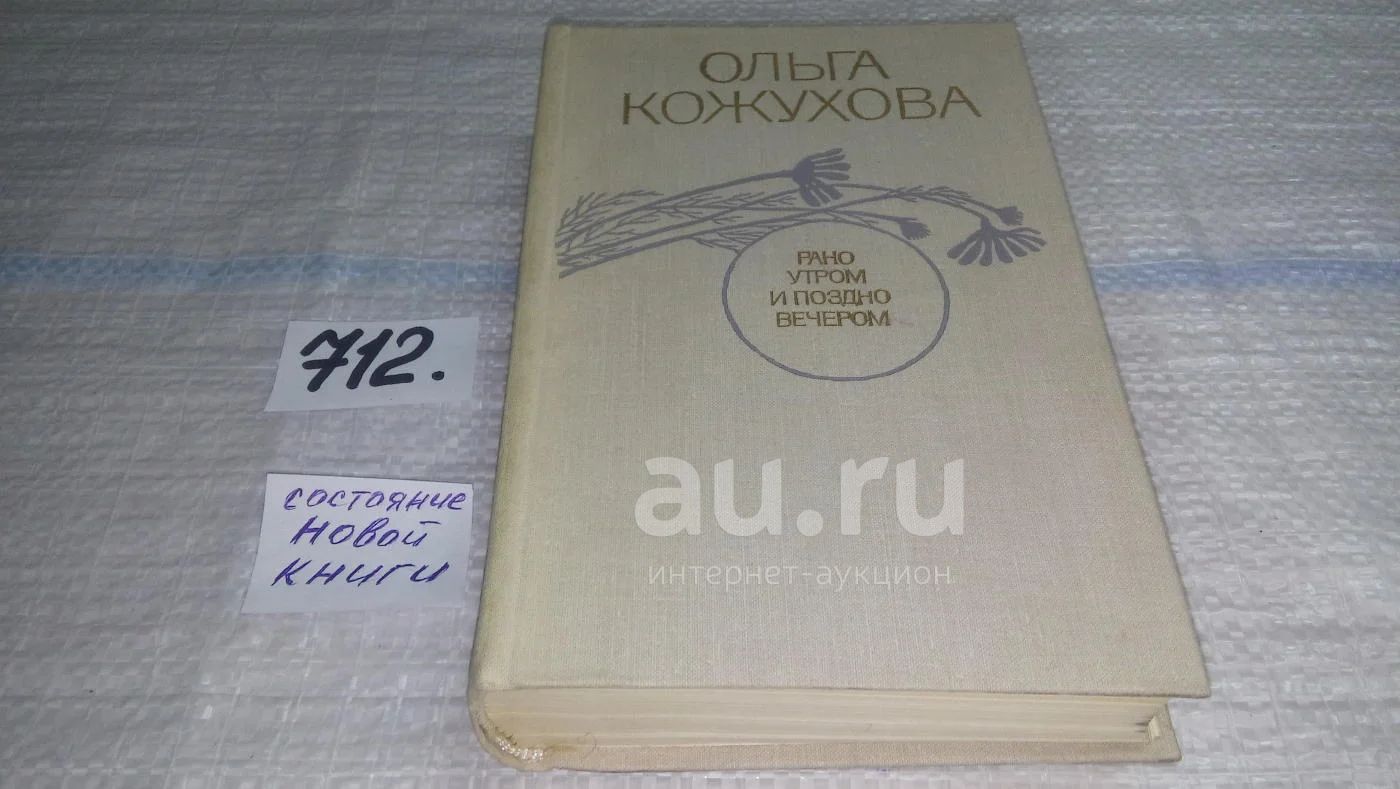 ОЛЬГА
КОЖУХОВА
РАНО
УТРОМ
И ПОЗДНО
ВЕЧЕРОМ
712.
состояние
новой
книги
au.ru
интернет-аукцион